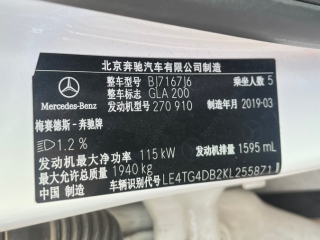 北京奔驰汽车有限公司制造
整车型号 BJ7167J6 乘坐人数 5
整车标志 GLA 200
Mercedes-Benz 发动机型号 270 910 制造年月 2019-03
梅赛德斯-奔驰牌
1.2 %
发动机最大净功率 115 kW 发动机排量 1595 mL
最大允许总质量 1940 kg
中国 制造 车辆识别代号 LE4TG4DB2KL255871